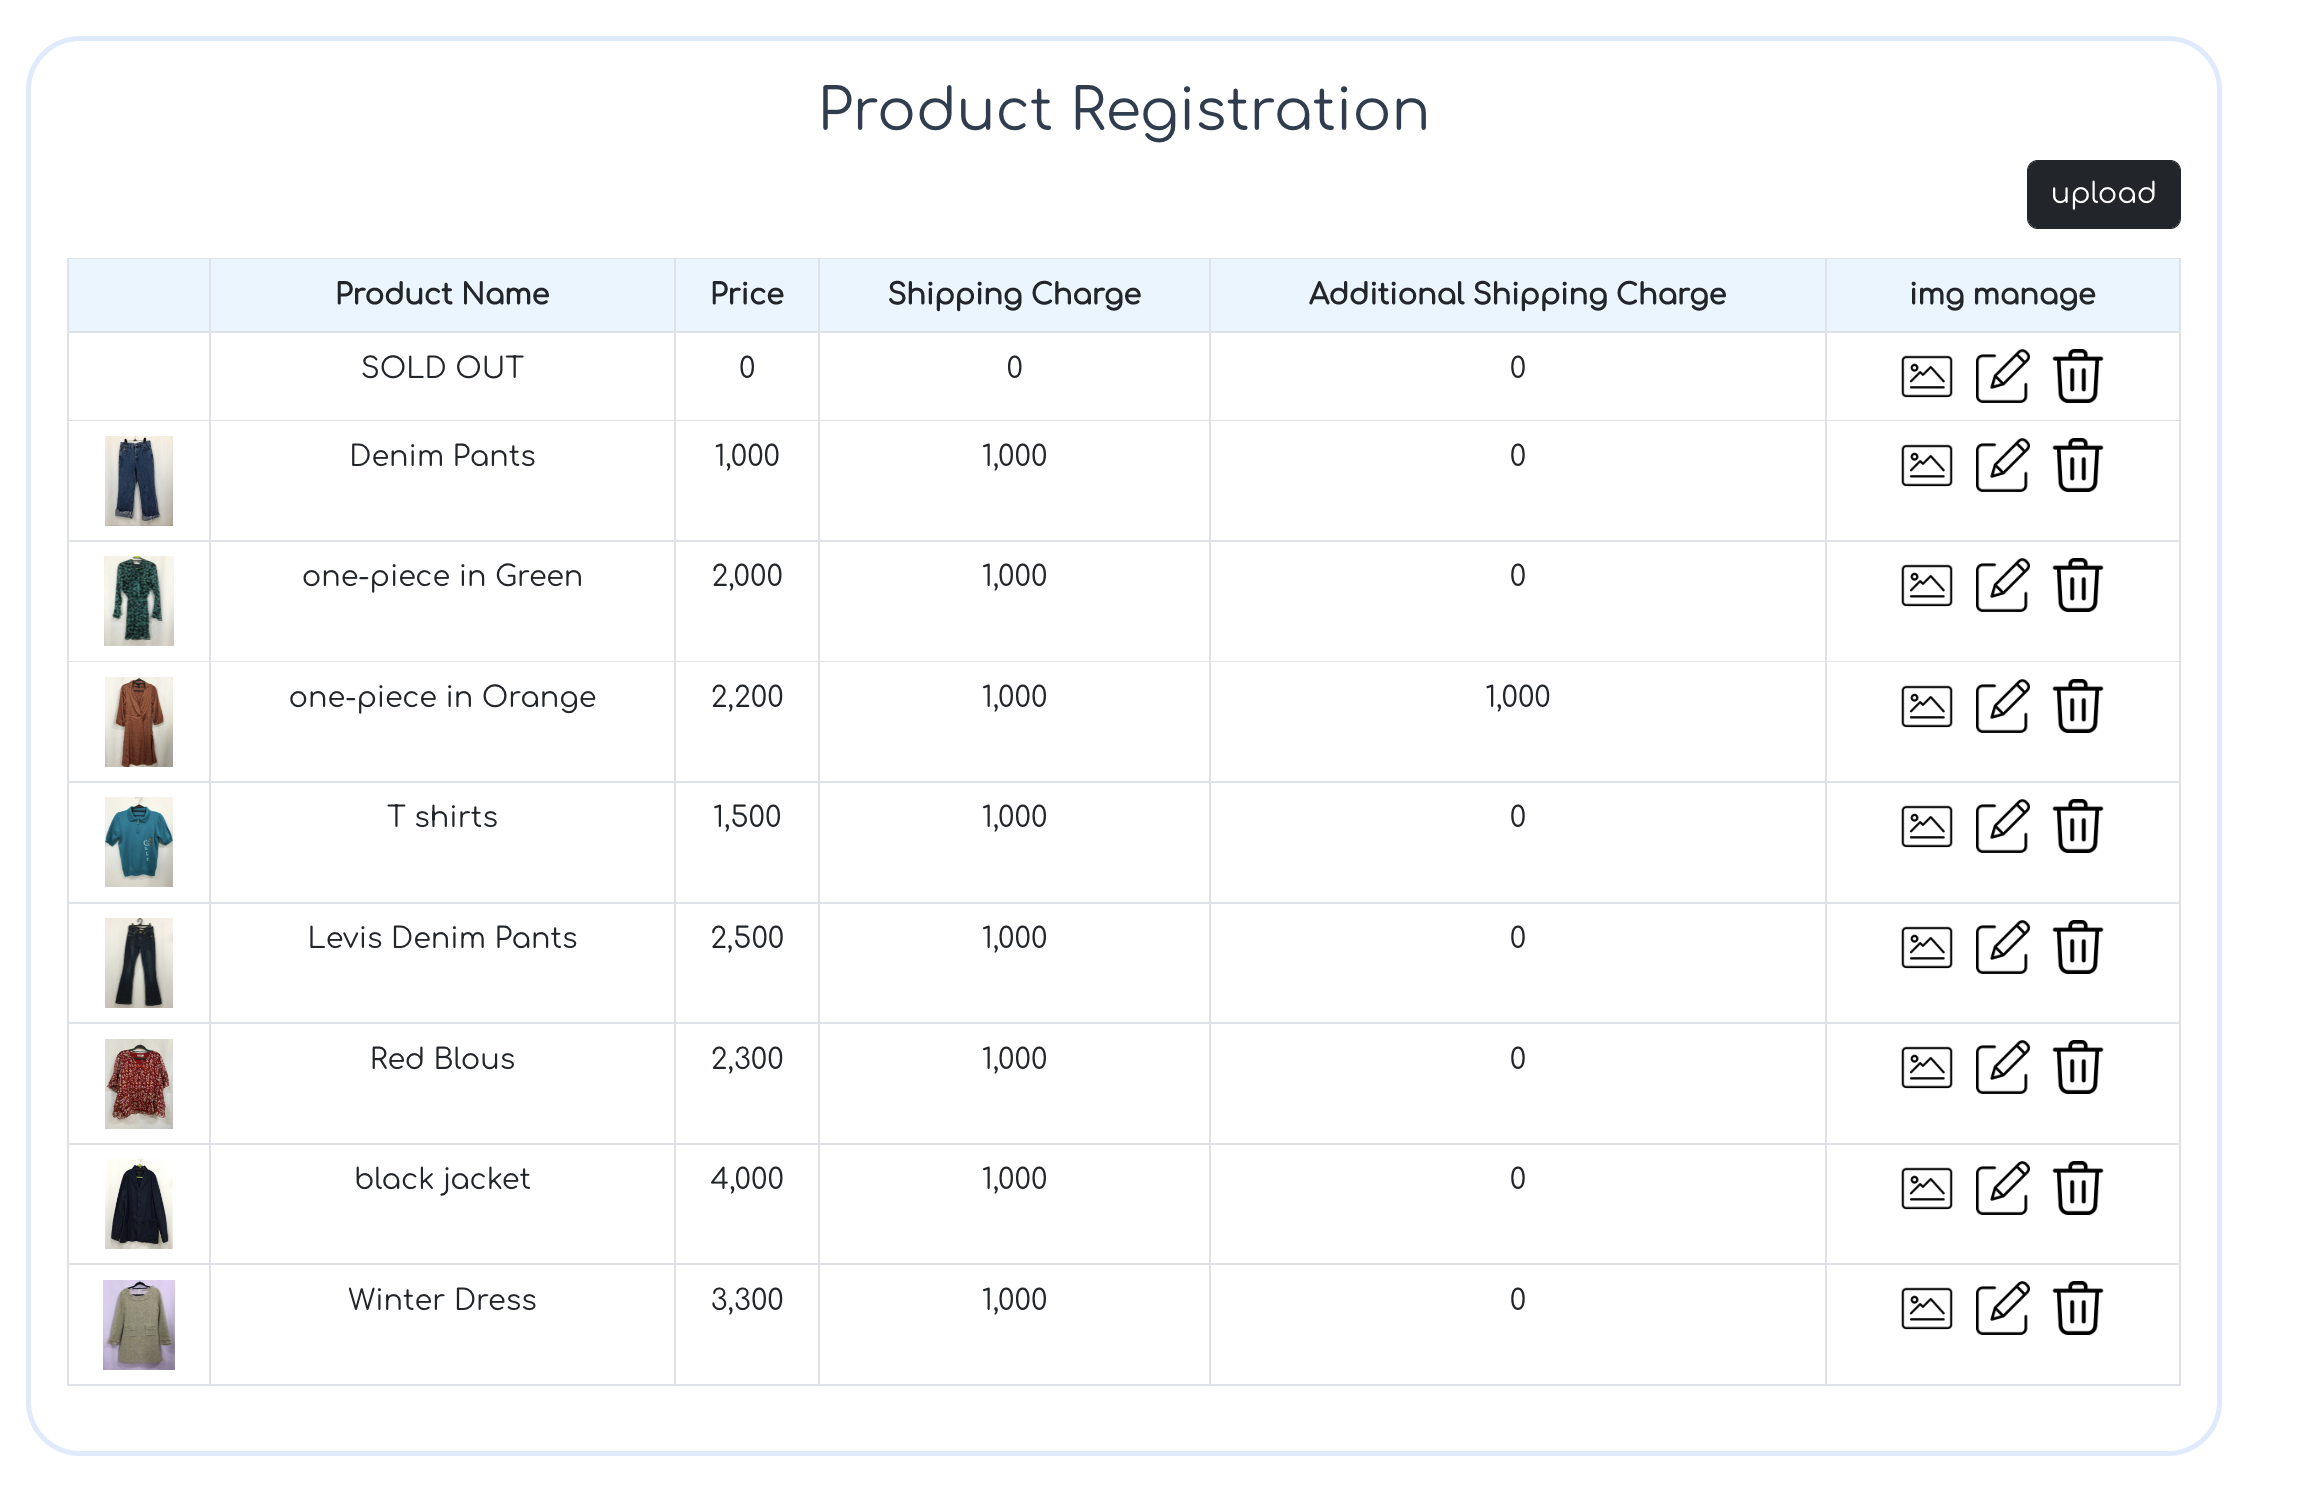 Product Registration
upload
Product Name Price Shipping Charge Additional Shipping Charge img manage
SOLD OUT 0 0 0
Denim Pants 1,000 1,000 0
one-piece in Green 2,000 1,000 0
one-piece in Orange 2,200 1,000 1,000
T shirts 1,500 1,000 0
Levis Denim Pants 2,500 1,000 0
Red Blous 2,300 1,000 0
black jacket 4,000 1,000 0
Winter Dress 3,300 1,000 0